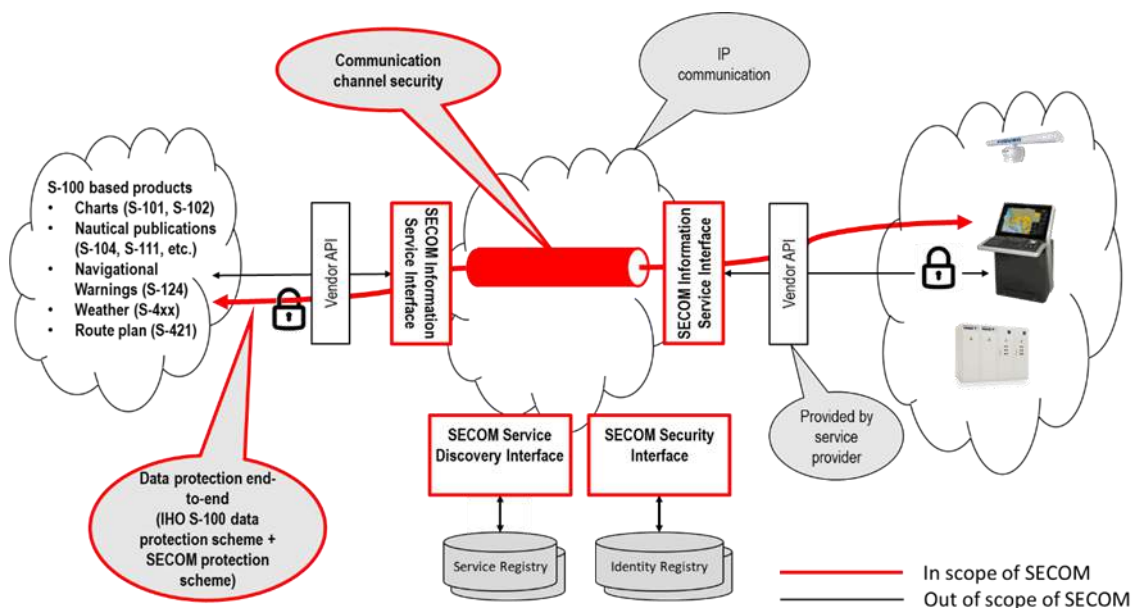 Communication
channel security
IP
communication
S-100 based products
• Charts (S-101, S-102)
• Nautical publications
(S-104, S-111, etc.)
• Navigational
Warnings (S-124)
• Weather (S-4xx)
• Route plan (S-421)
Vendor API
SECOM Information
Service Interface
SECOM Information
Service Interface
Vendor API
Provided by
service
provider
SECOM Service
Discovery Interface
SECOM Security
Interface
Data protection end-
to-end
(IHO S-100 data
protection scheme +
SECOM protection
scheme)
Service Registry
Identity Registry
In scope of SECOM
Out of scope of SECOM